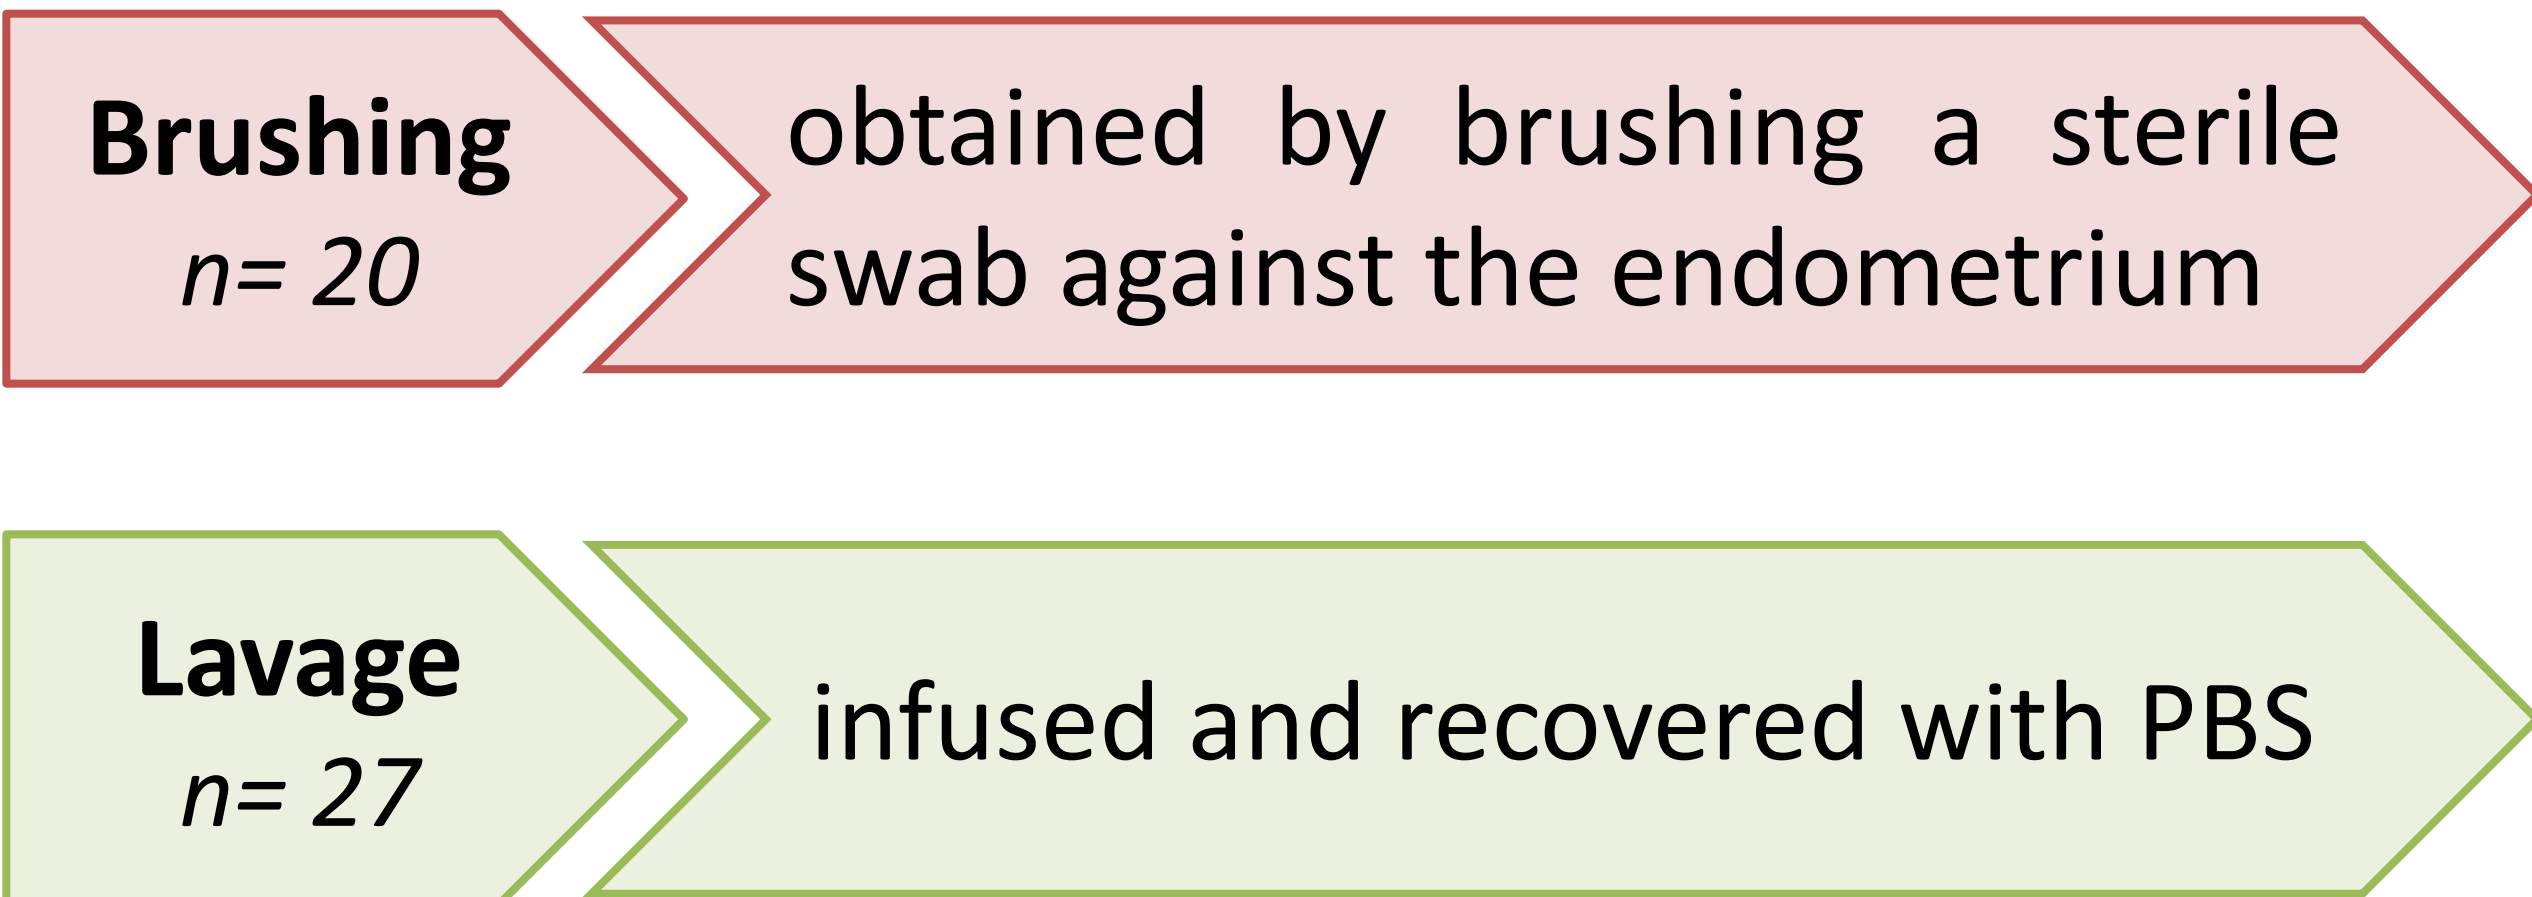 Brushing
n= 20
obtained by brushing a sterile
swab against the endometrium
Lavage
n= 27
infused and recovered with PBS